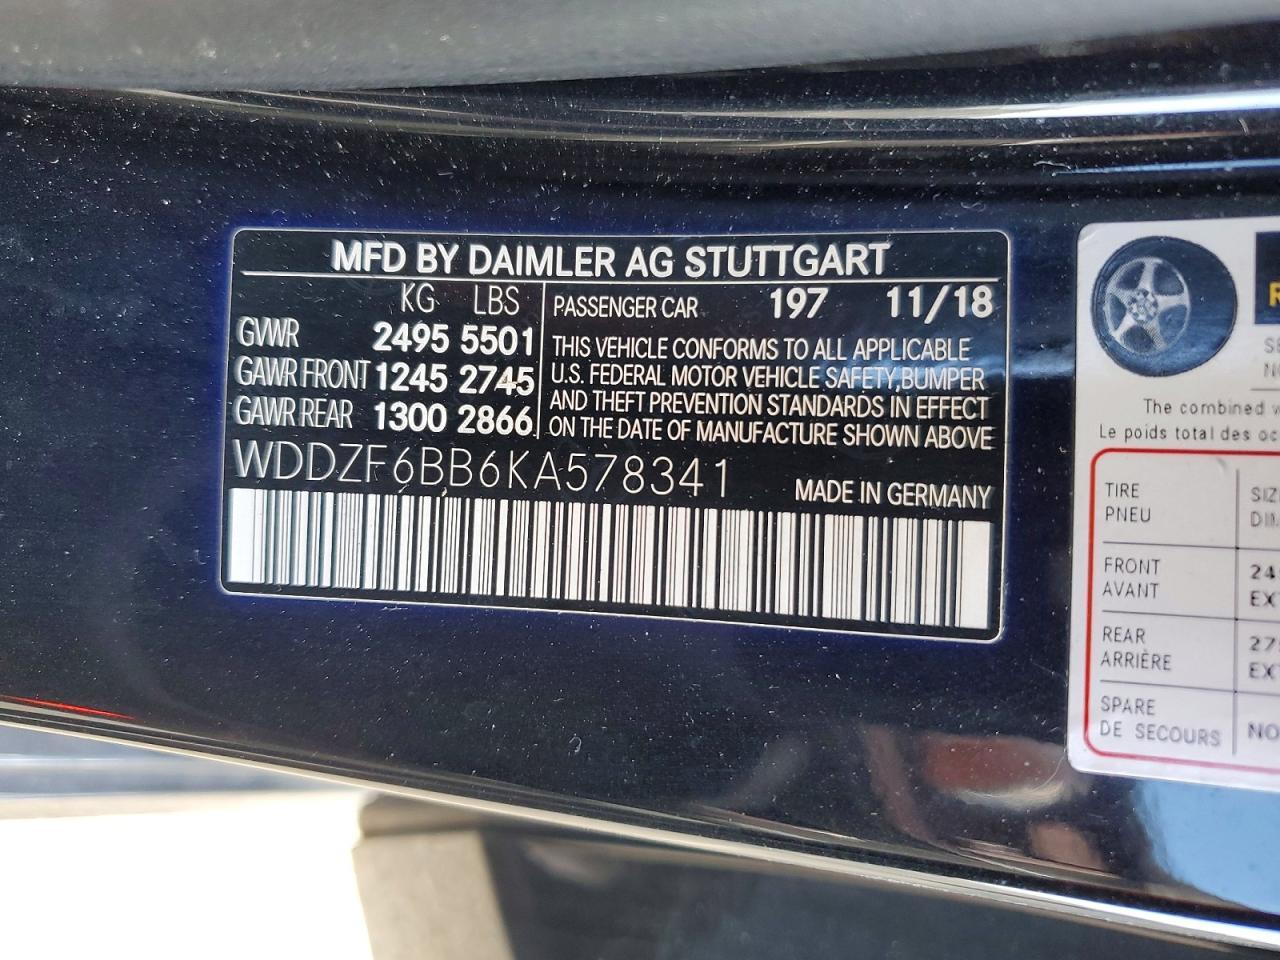 MFD BY DAIMLER AG STUTTGART
KG LBS
GVWR 2495 5501
GAWR FRONT 1245 2745
GAWR REAR 1300 2866
PASSENGER CAR 197 11/18
THIS VEHICLE CONFORMS TO ALL APPLICABLE
U.S. FEDERAL MOTOR VEHICLE SAFETY,BUMPER
AND THEFT PREVENTION STANDARDS IN EFFECT
ON THE DATE OF MANUFACTURE SHOWN ABOVE
WDDZF6BB6KA578341
MADE IN GERMANY
The combined
Le poids total des
TIRE
PNEU
FRONT
AVANT
REAR
ARRIÈRE
SPARE
DE SECOURS